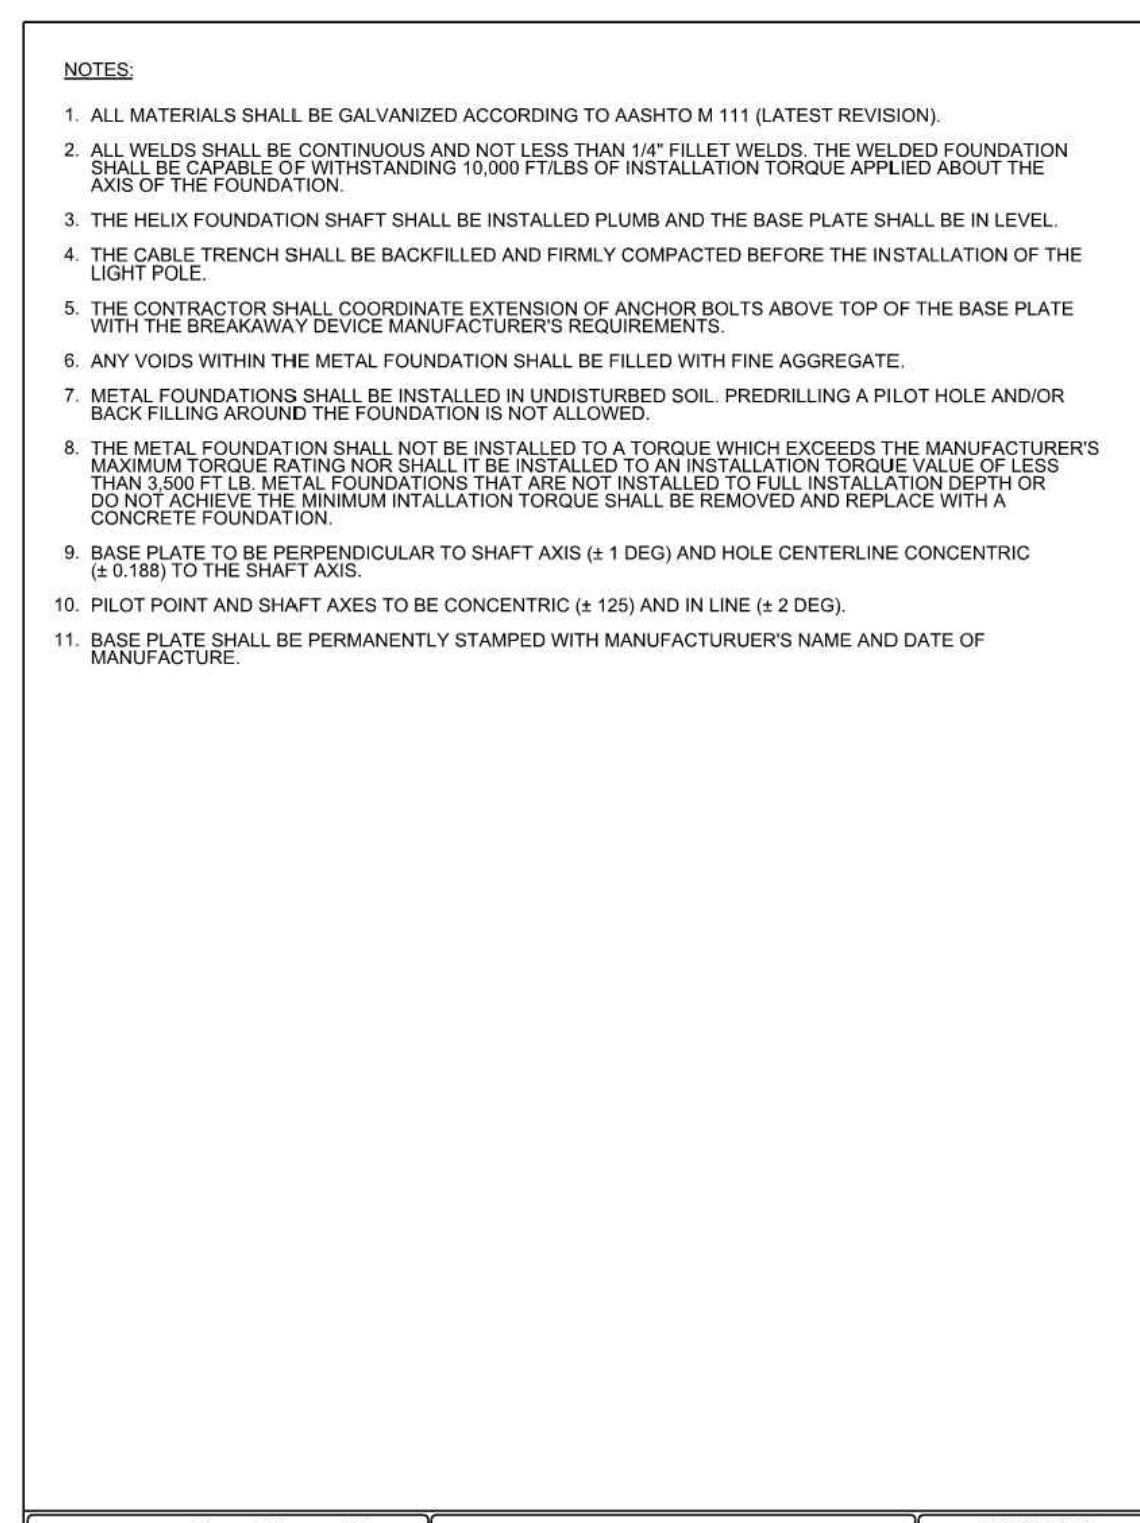 NOTES:
1. ALL MATERIALS SHALL BE GALVANIZED ACCORDING TO AASHTO M 111 (LATEST REVISION).
2. ALL WELDS SHALL BE CONTINUOUS AND NOT LESS THAN 1/4" FILLET WELDS. THE WELDED FOUNDATION
SHALL BE CAPABLE OF WITHSTANDING 10,000 FT/LBS OF INSTALLATION TORQUE APPLIED ABOUT THE
AXIS OF THE FOUNDATION.
3. THE HELIX FOUNDATION SHAFT SHALL BE INSTALLED PLUMB AND THE BASE PLATE SHALL BE IN LEVEL.
4. THE CABLE TRENCH SHALL BE BACKFILLED AND FIRMLY COMPACTED BEFORE THE INSTALLATION OF THE
LIGHT POLE.
5. THE CONTRACTOR SHALL COORDINATE EXTENSION OF ANCHOR BOLTS ABOVE TOP OF THE BASE PLATE
WITH THE BREAKAWAY DEVICE MANUFACTURER'S REQUIREMENTS.
6. ANY VOIDS WITHIN THE METAL FOUNDATION SHALL BE FILLED WITH FINE AGGREGATE.
7. METAL FOUNDATIONS SHALL BE INSTALLED IN UNDISTURBED SOIL. PREDRILLING A PILOT HOLE AND/OR
BACK FILLING AROUND THE FOUNDATION IS NOT ALLOWED.
8. THE METAL FOUNDATION SHALL NOT BE INSTALLED TO A TORQUE WHICH EXCEEDS THE MANUFACTURER'S
MAXIMUM TORQUE RATING NOR SHALL IT BE INSTALLED TO AN INSTALLATION TORQUE VALUE OF LESS
THAN 3,500 FT LB. METAL FOUNDATIONS THAT ARE NOT INSTALLED TO FULL INSTALLATION DEPTH OR
DO NOT ACHIEVE THE MINIMUM INTALLATION TORQUE SHALL BE REMOVED AND REPLACE WITH A
CONCRETE FOUNDATION.
9. BASE PLATE TO BE PERPENDICULAR TO SHAFT AXIS (± 1 DEG) AND HOLE CENTERLINE CONCENTRIC
(± 0.188) TO THE SHAFT AXIS.
10. PILOT POINT AND SHAFT AXES TO BE CONCENTRIC (± 125) AND IN LINE (± 2 DEG).
11. BASE PLATE SHALL BE PERMANENTLY STAMPED WITH MANUFACTURUER'S NAME AND DATE OF
MANUFACTURE.